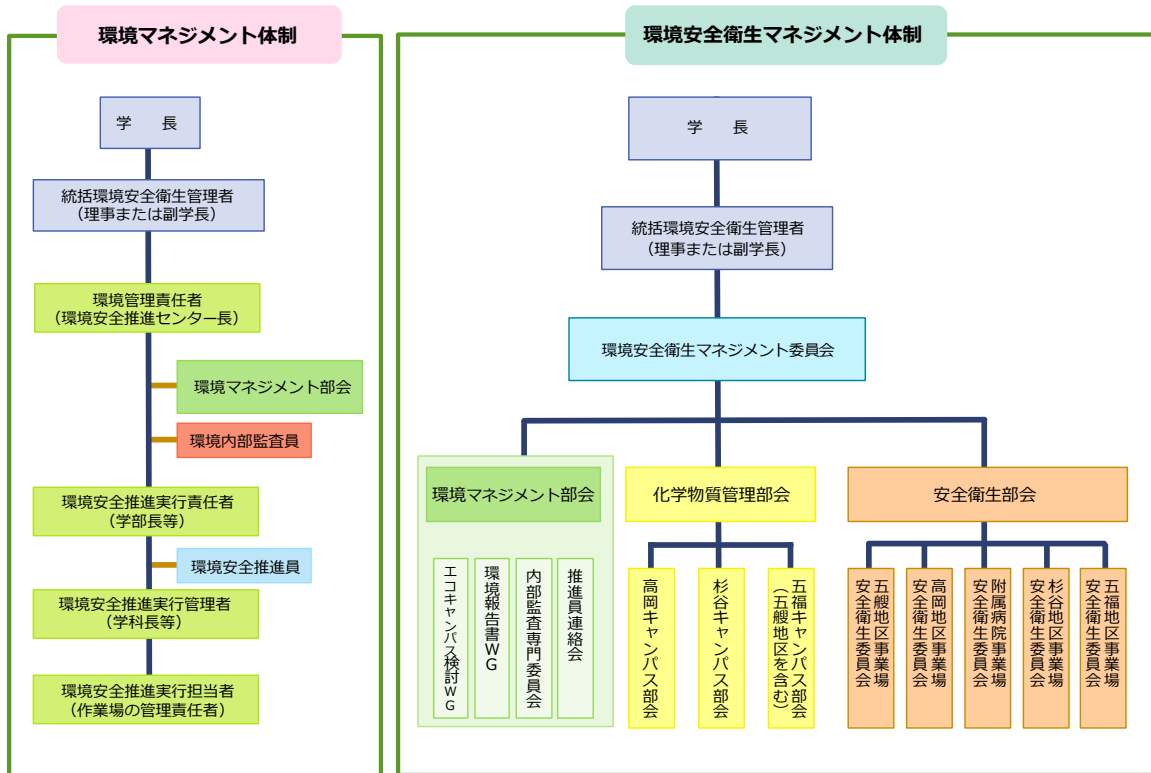 環境マネジメント体制
学　長
統括環境安全衛生管理者
（理事または副学長）
環境管理責任者
（環境安全推進センター長）
環境マネジメント部会
環境内部監査員
環境安全推進実行責任者
（学部長等）
環境安全推進員
環境安全推進実行管理者
（学科長等）
環境安全推進実行担当者
（作業場の管理責任者）
環境安全衛生マネジメント体制
学　長
統括環境安全衛生管理者
（理事または副学長）
環境安全衛生マネジメント委員会
環境マネジメント部会
エコキャンパス検討WG
環境報告書WG
内部監査専門委員会
推進員連絡会
化学物質管理部会
高岡キャンパス部会
杉谷キャンパス部会
五福キャンパス部会
（五艘地区を含む）
安全衛生部会
五艘地区事業場
安全衛生委員会
高岡地区事業場
安全衛生委員会
附属病院事業場
安全衛生委員会
杉谷地区事業場
安全衛生委員会
五福地区事業場
安全衛生委員会